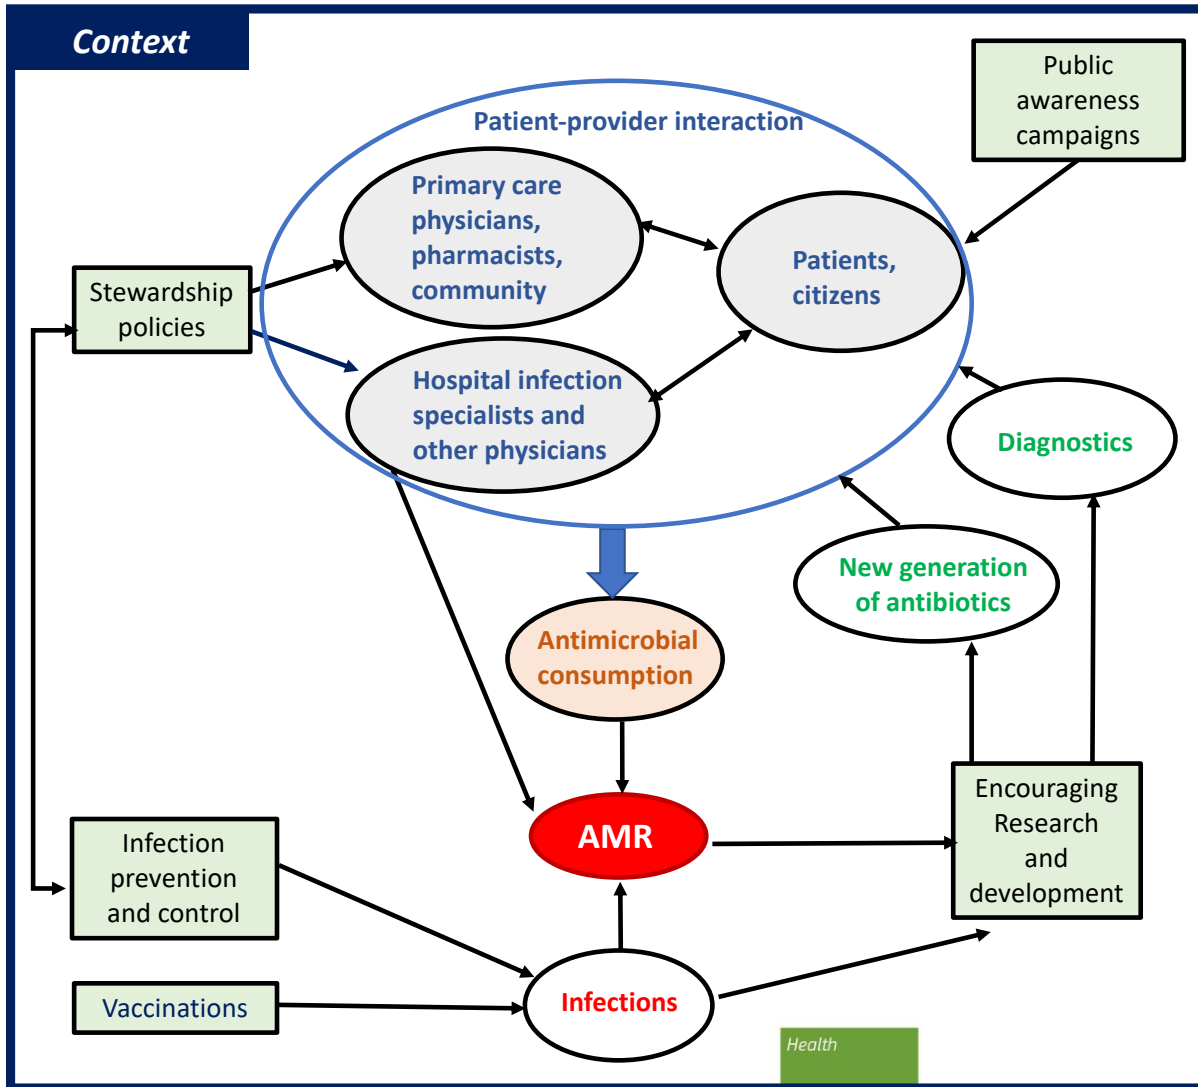 Context
Public
awareness
campaigns
Patient-provider interaction
Primary care
physicians,
pharmacists,
community
Patients,
citizens
Stewardship
policies
Hospital infection
specialists and
other physicians
Diagnostics
New generation
of antibiotics
Antimicrobial
consumption
AMR
Encouraging
Research
and
development
Infection
prevention
and control
Infections
Vaccinations
Health